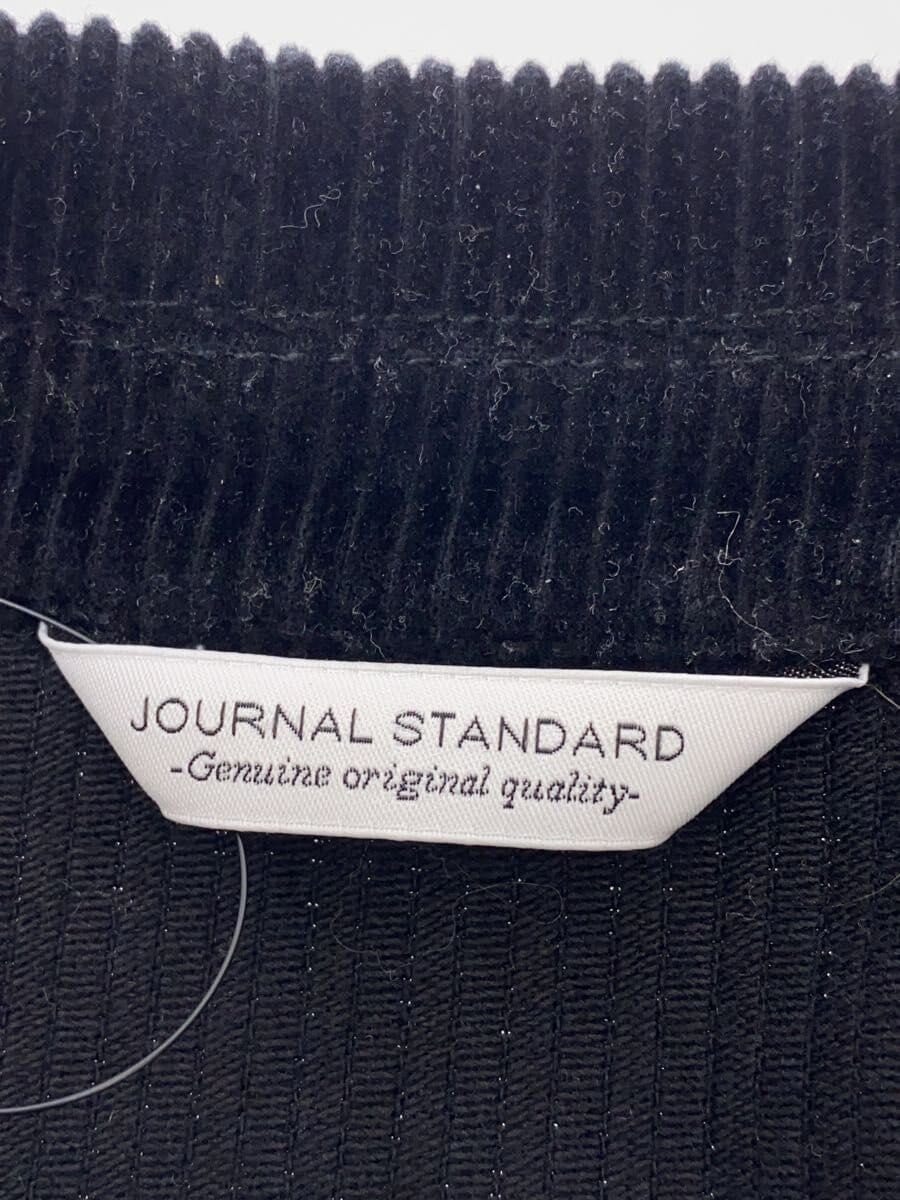 JOURNAL STANDARD
-Genuine original quality-